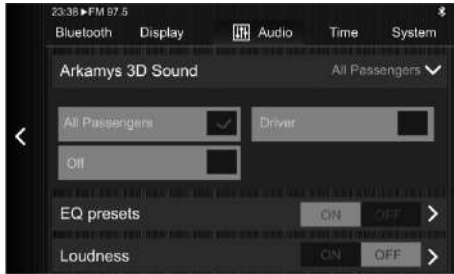 23:38 ►FM 97.5
Bluetooth Display Audio Time System
Arkamys 3D Sound All Passengers
All Passengers Driver
Off
EQ presets ON OFF
Loudness ON OFF